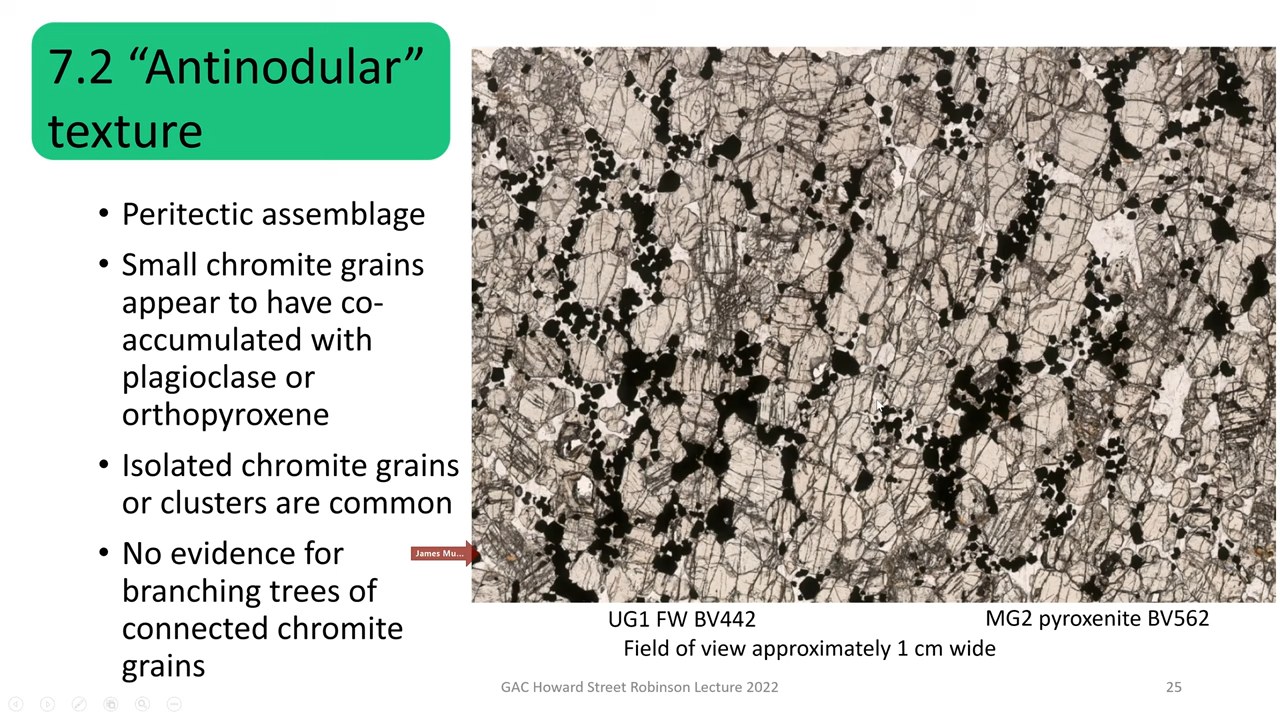 7.2 “Antinodular”
texture
• Peritectic assemblage
• Small chromite grains
appear to have co-
accumulated with
plagioclase or
orthopyroxene
• Isolated chromite grains
or clusters are common
• No evidence for
branching trees of
connected chromite
grains
James Mu...
UG1 FW BV442
MG2 pyroxenite BV562
Field of view approximately 1 cm wide
GAC Howard Street Robinson Lecture 2022
25